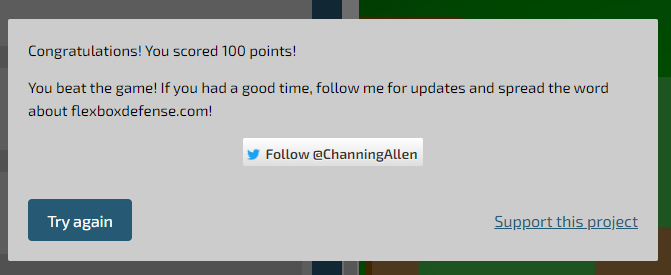 Congratulations! You scored 100 points!
You beat the game! If you had a good time, follow me for updates and spread the word
about flexboxdefense.com!
Follow @ChanningAllen
Try again
Support this project